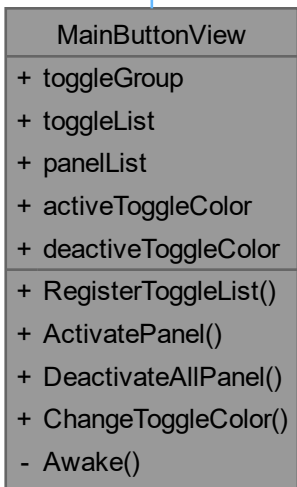 MainButtonView
+ toggleGroup
+ toggleList
+ panelList
+ activeToggleColor
+ deactiveToggleColor
+ RegisterToggleList()
+ ActivatePanel()
+ DeactivateAllPanel()
+ ChangeToggleColor()
- Awake()